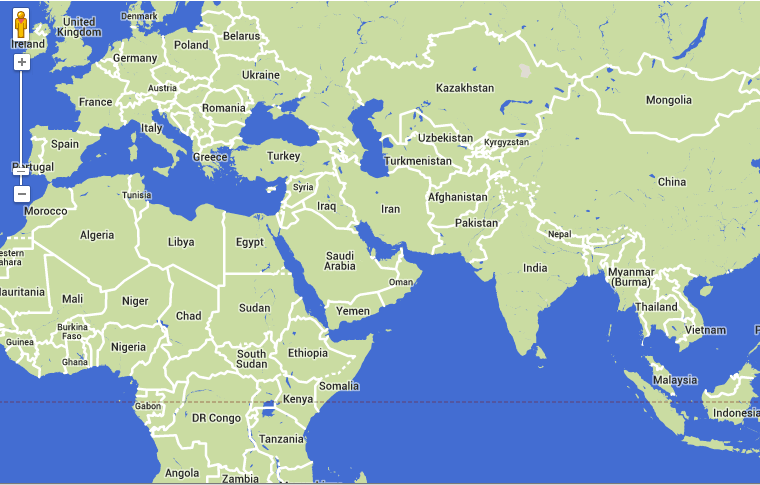 Denmark
United
Kingdom
Ireland
Belarus
Poland
Germany
Ukraine
Kazakhstan
Austria
France
Romania
Mongolia
Italy
Uzbekistan
Kyrgyzstan
Spain
Greece
Turkey
Turkmenistan
Portugal
China
Syria
Tunisia
Afghanistan
Morocco
Iraq
Iran
Pakistan
Algeria
Libya
Egypt
Nepal
estern
ahara
Saudi
Arabia
India
Myanmar
(Burma)
Oman
Mauritania
Mali
Niger
Chad
Sudan
Yemen
Thailand
Burkina
Faso
Guinea
Ghana
Nigeria
South
Sudan
Ethiopia
Vietnam
Somalia
Malaysia
Kenya
Gabon
DR Congo
Indonesia
Tanzania
Angola
Zambia